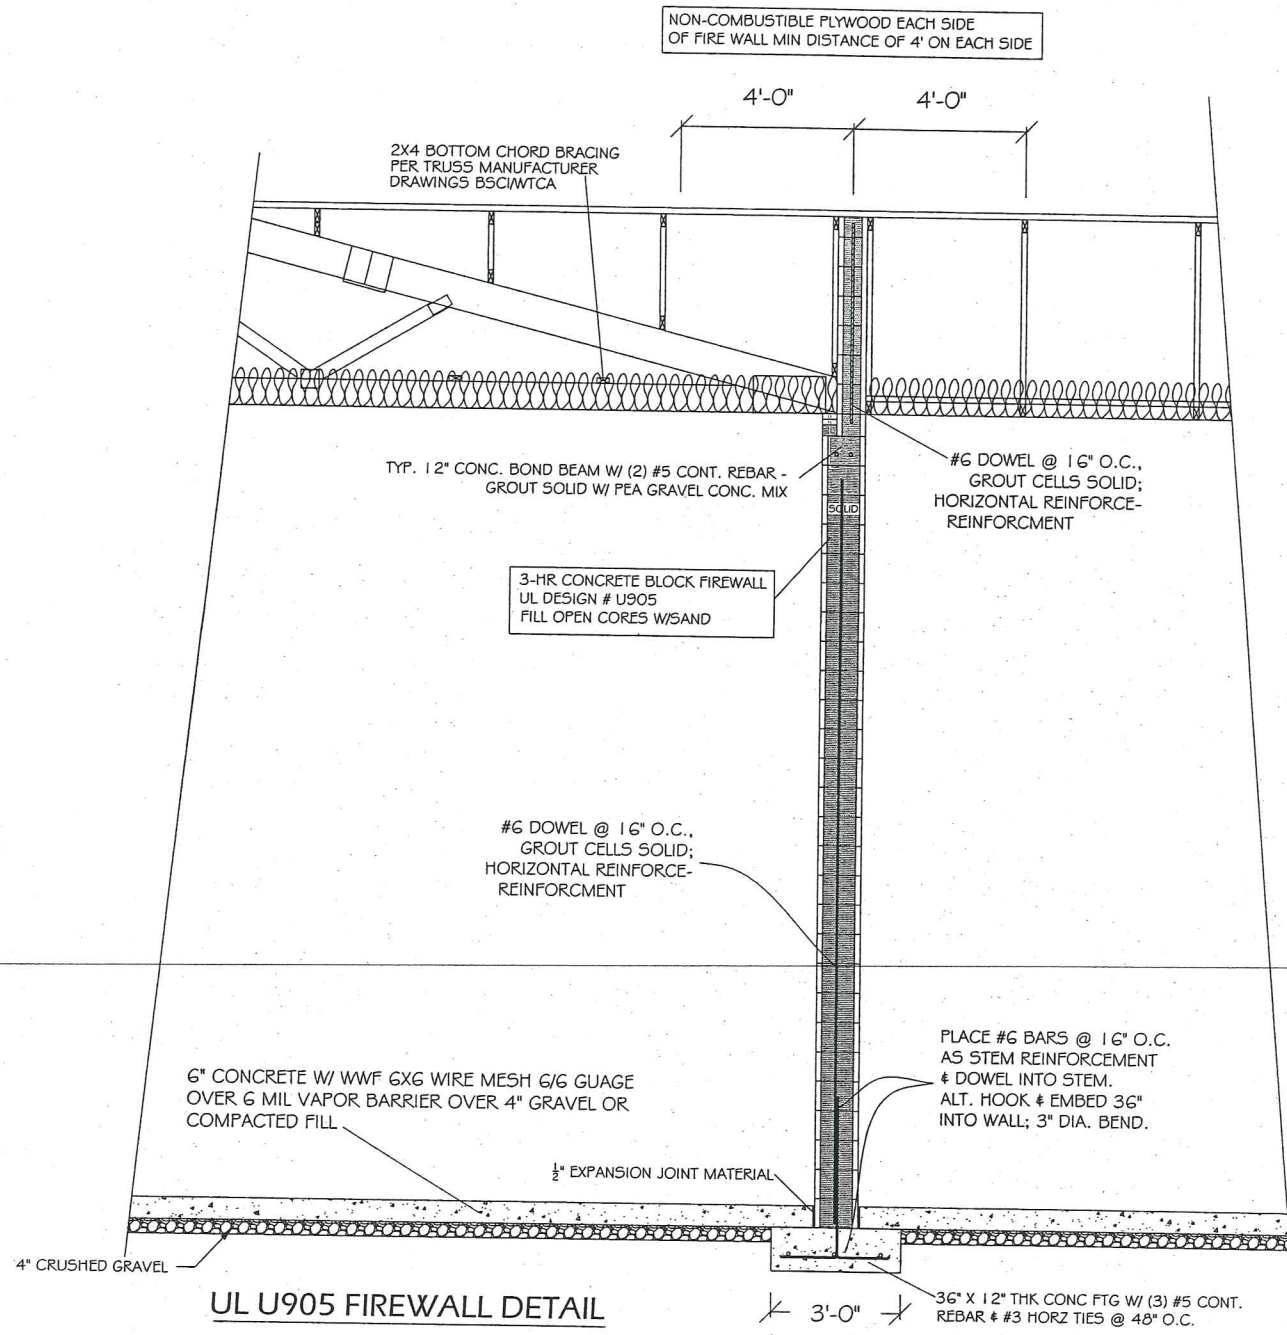 NON-COMBUSTIBLE PLYWOOD EACH SIDE
OF FIRE WALL MIN DISTANCE OF 4' ON EACH SIDE
4'-0"
4'-0"
2X4 BOTTOM CHORD BRACING
PER TRUSS MANUFACTURER
DRAWINGS BSCI/WTCA
TYP. 12" CONC. BOND BEAM W/ (2) #5 CONT. REBAR -
GROUT SOLID W/ PEA GRAVEL CONC. MIX
#6 DOWEL @ 16" O.C.,
GROUT CELLS SOLID;
HORIZONTAL REINFORCE-
REINFORCMENT
SOLID
3-HR CONCRETE BLOCK FIREWALL
UL DESIGN # U905
FILL OPEN CORES W/SAND
#6 DOWEL @ 16" O.C.,
GROUT CELLS SOLID;
HORIZONTAL REINFORCE-
REINFORCMENT
PLACE #6 BARS @ 16" O.C.
AS STEM REINFORCEMENT
& DOWEL INTO STEM.
ALT. HOOK & EMBED 36"
INTO WALL; 3" DIA. BEND.
6" CONCRETE W/ WWF 6X6 WIRE MESH 6/6 GUAGE
OVER 6 MIL VAPOR BARRIER OVER 4" GRAVEL OR
COMPACTED FILL
½" EXPANSION JOINT MATERIAL
4" CRUSHED GRAVEL
UL U905 FIREWALL DETAIL
3'-0"
36" X 12" THK CONC FTG W/ (3) #5 CONT.
REBAR & #3 HORZ TIES @ 48" O.C.